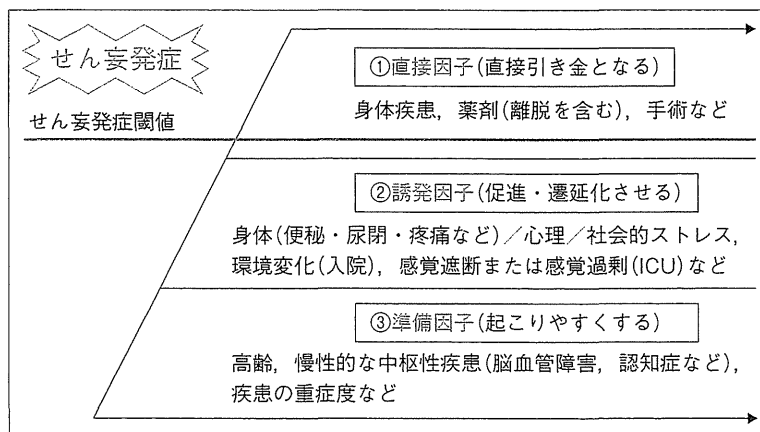 せん妄発症
せん妄発症閾値
①直接因子(直接引き金となる)
身体疾患，薬剤(離脱を含む)，手術など
②誘発因子(促進・遷延化させる)
身体(便秘・尿閉・疼痛など)／心理／社会的ストレス，
環境変化(入院)，感覚遮断または感覚過剰(ICU)など
③準備因子(起こりやすくする)
高齢，慢性的な中枢性疾患(脳血管障害，認知症など)，
疾患の重症度など